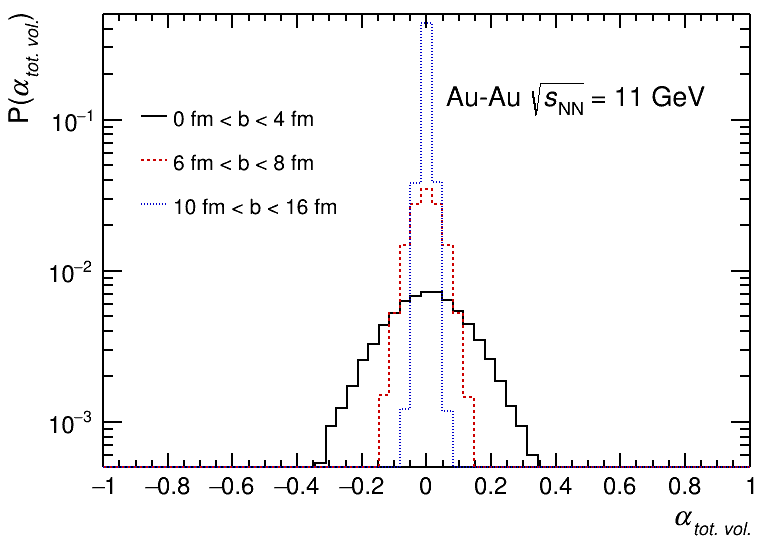 P(α_tot. vol.)
Au-Au √s_NN = 11 GeV
0 fm < b < 4 fm
6 fm < b < 8 fm
10 fm < b < 16 fm
10⁻¹
10⁻²
10⁻³
−1 −0.8 −0.6 −0.4 −0.2 0 0.2 0.4 0.6 0.8 1
α_tot. vol.